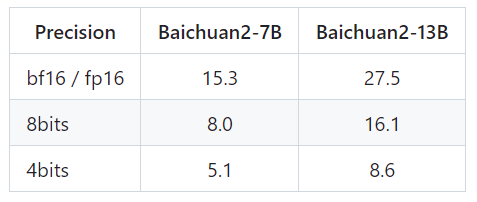 Precision Baichuan2-7B Baichuan2-13B
bf16 / fp16 15.3 27.5
8bits 8.0 16.1
4bits 5.1 8.6